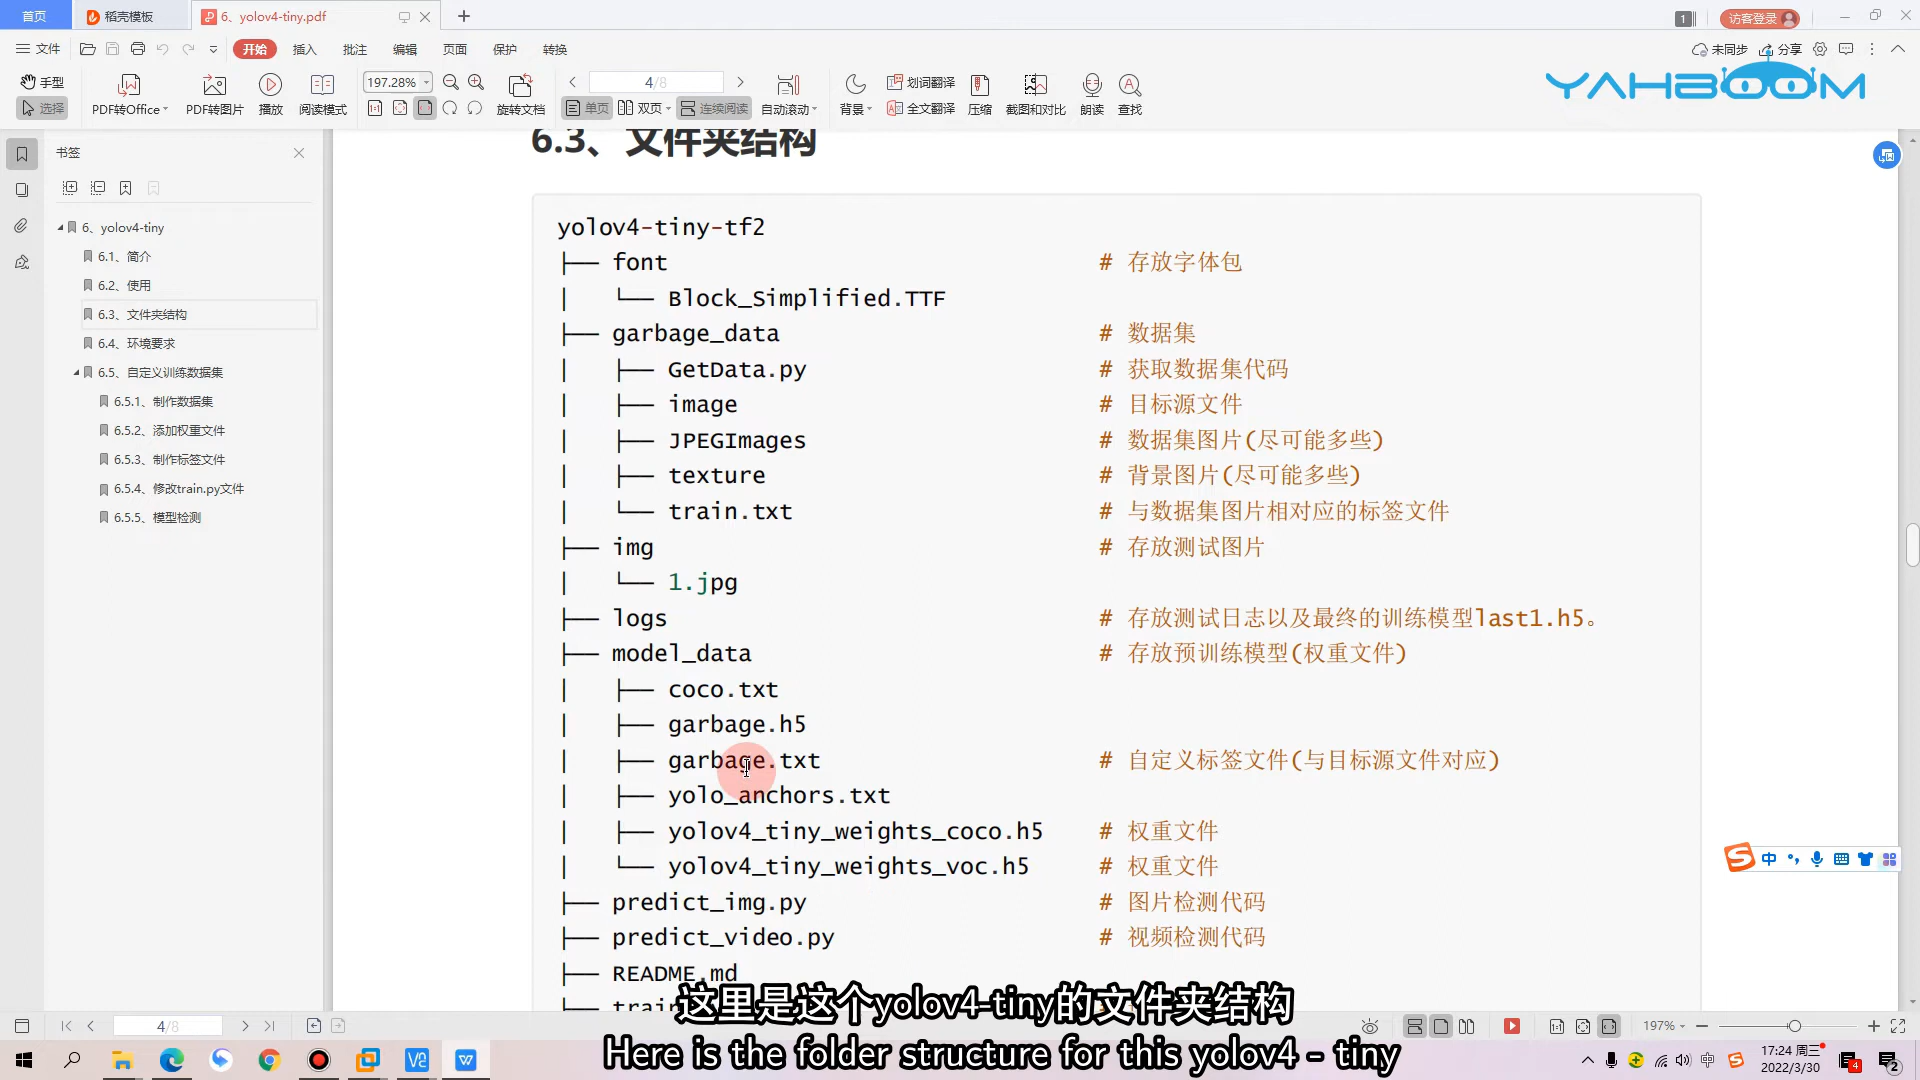 首页
稻壳模板
6、yolov4-tiny.pdf
1
访客登录
文件
开始
插入
批注
编辑
页面
保护
转换
未同步
分享
手型
选择
PDF转Office
PDF转图片
播放
阅读模式
197.28%
旋转文档
4/8
单页
双页
连续阅读
自动滚动
背景
划词翻译
全文翻译
压缩
截图和对比
朗读
查找
YAHBOOM
书签
6、yolov4-tiny
6.1、简介
6.2、使用
6.3、文件夹结构
6.4、环境要求
6.5、自定义训练数据集
6.5.1、制作数据集
6.5.2、添加权重文件
6.5.3、制作标签文件
6.5.4、修改train.py文件
6.5.5、模型检测
6.3、文件夹结构
yolov4-tiny-tf2
├── font # 存放字体包
│ └── Block_Simplified.TTF
├── garbage_data # 数据集
│ ├── GetData.py # 获取数据集代码
│ ├── image # 目标源文件
│ ├── JPEGImages # 数据集图片(尽可能多些)
│ ├── texture # 背景图片(尽可能多些)
│ └── train.txt # 与数据集图片相对应的标签文件
├── img # 存放测试图片
│ └── 1.jpg
├── logs # 存放测试日志以及最终的训练模型last1.h5。
├── model_data # 存放预训练模型(权重文件)
│ ├── coco.txt
│ ├── garbage.h5
│ ├── garbage.txt # 自定义标签文件(与目标源文件对应)
│ ├── yolo_anchors.txt
│ ├── yolov4_tiny_weights_coco.h5 # 权重文件
│ └── yolov4_tiny_weights_voc.h5 # 权重文件
├── predict_img.py # 图片检测代码
├── predict_video.py # 视频检测代码
├── README.md
这里是这个yolov4-tiny的文件夹结构
Here is the folder structure for this yolov4 - tiny
中
4/8
197%
中
17:24 周三
2022/3/30
4
2